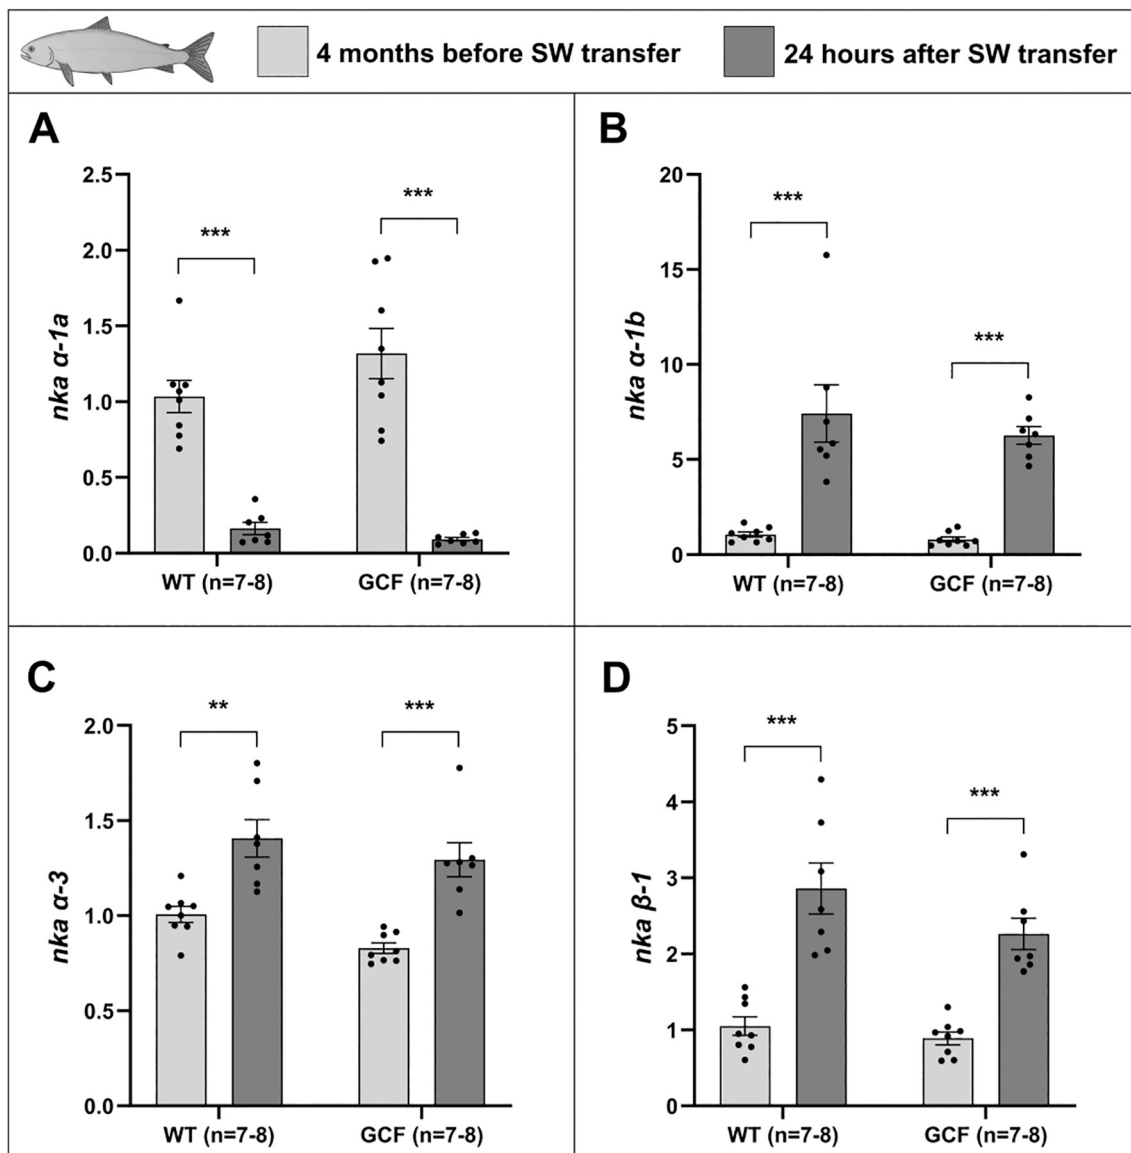 4 months before SW transfer
24 hours after SW transfer
A
2.5
2.0
1.5
1.0
0.5
0.0
nka α-1a
***
***
WT (n=7-8)
GCF (n=7-8)
B
20
15
10
5
0
nka α-1b
***
***
WT (n=7-8)
GCF (n=7-8)
C
2.0
1.5
1.0
0.5
0.0
nka α-3
**
***
WT (n=7-8)
GCF (n=7-8)
D
5
4
3
2
1
0
nka β-1
***
***
WT (n=7-8)
GCF (n=7-8)